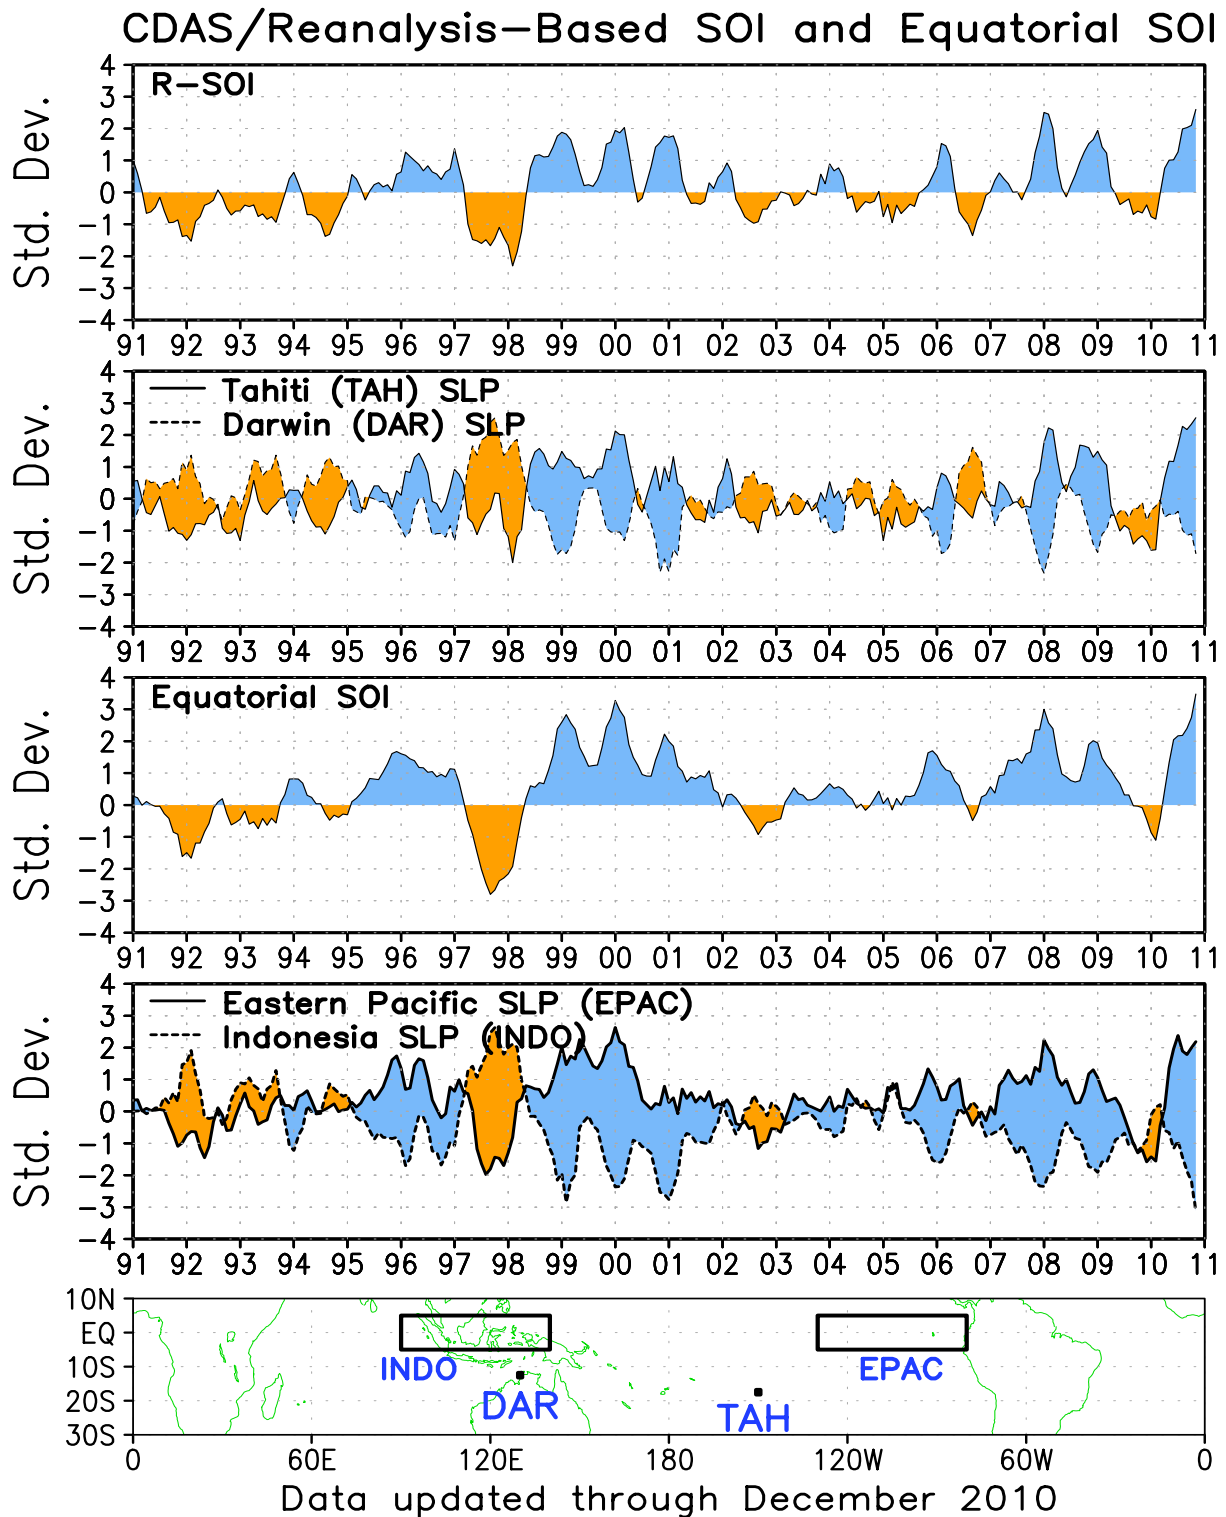 CDAS/Reanalysis-Based SOI and Equatorial SOI
R-SOI
Std. Dev.
4
3
2
1
0
-1
-2
-3
-4
91 92 93 94 95 96 97 98 99 00 01 02 03 04 05 06 07 08 09 10 11
Tahiti (TAH) SLP
Darwin (DAR) SLP
Std. Dev.
4
3
2
1
0
-1
-2
-3
-4
91 92 93 94 95 96 97 98 99 00 01 02 03 04 05 06 07 08 09 10 11
Equatorial SOI
Std. Dev.
4
3
2
1
0
-1
-2
-3
-4
91 92 93 94 95 96 97 98 99 00 01 02 03 04 05 06 07 08 09 10 11
Eastern Pacific SLP (EPAC)
Indonesia SLP (INDO)
Std. Dev.
4
3
2
1
0
-1
-2
-3
-4
91 92 93 94 95 96 97 98 99 00 01 02 03 04 05 06 07 08 09 10 11
10N
EQ
10S
20S
30S
INDO
EPAC
DAR
TAH
0 60E 120E 180 120W 60W 0
Data updated through December 2010